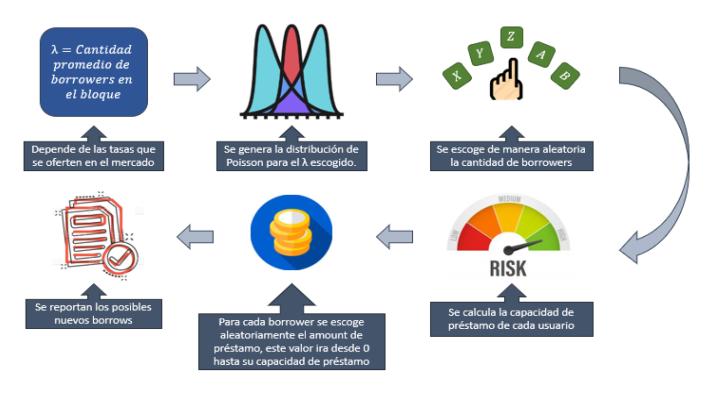 λ = Cantidad
promedio de
borrowers en
el bloque
Depende de las tasas que
se oferten en el mercado
Se genera la distribución de
Poisson para el λ escogido.
X
Y
Z
A
B
Se escoge de manera aleatoria
la cantidad de borrowers
LOW
MEDIUM
HIGH
RISK
Se calcula la capacidad de
préstamo de cada usuario
Para cada borrower se escoge
aleatoriamente el amount de
préstamo, este valor ira desde 0
hasta su capacidad de préstamo
Se reportan los posibles
nuevos borrows